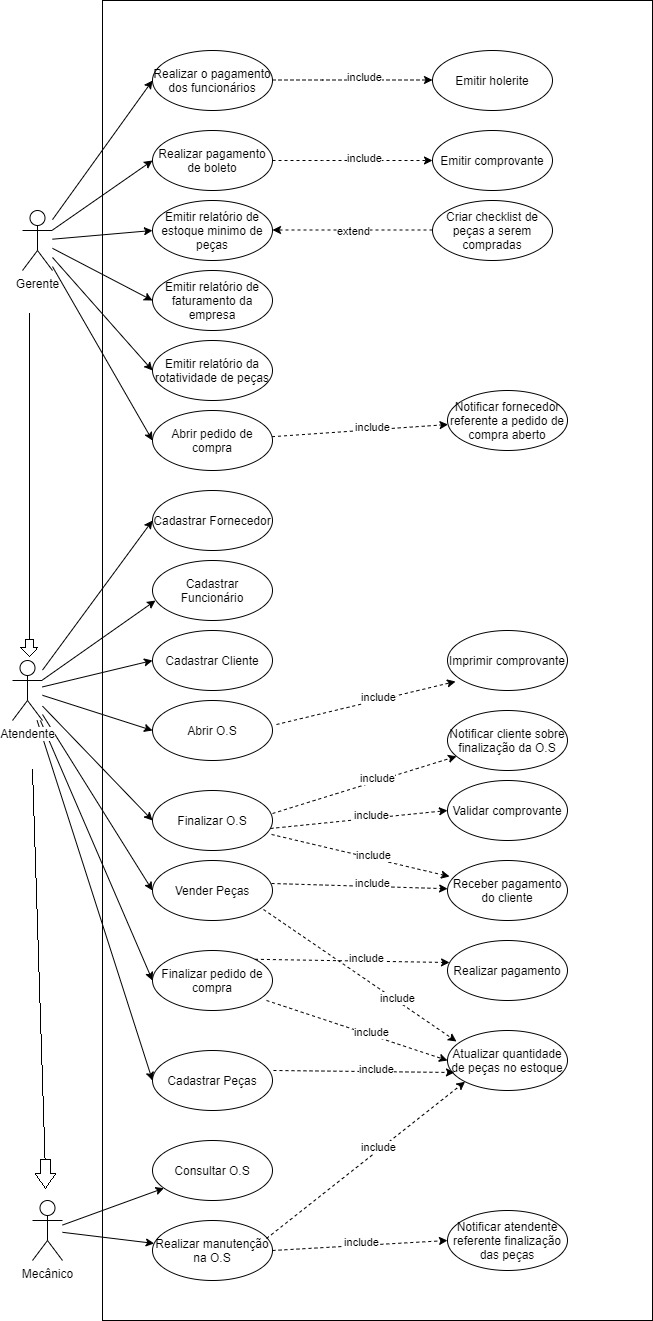 Realizar o pagamento
dos funcionários
include
Emitir holerite
Realizar pagamento
de boleto
include
Emitir comprovante
Gerente
Emitir relatório de
estoque minimo de
peças
extend
Criar checklist de
peças a serem
compradas
Emitir relatório de
faturamento da
empresa
Emitir relatório da
rotatividade de peças
Abrir pedido de
compra
include
Notificar fornecedor
referente a pedido de
compra aberto
Cadastrar Fornecedor
Cadastrar
Funcionário
Cadastrar Cliente
Atendente
Abrir O.S
include
Imprimir comprovante
Finalizar O.S
include
Notificar cliente sobre
finalização da O.S
include
Validar comprovante
include
Vender Peças
include
Receber pagamento
do cliente
include
Finalizar pedido de
compra
include
Realizar pagamento
include
Cadastrar Peças
include
Atualizar quantidade
de peças no estoque
Consultar O.S
include
Mecânico
Realizar manutenção
na O.S
include
Notificar atendente
referente finalização
das peças